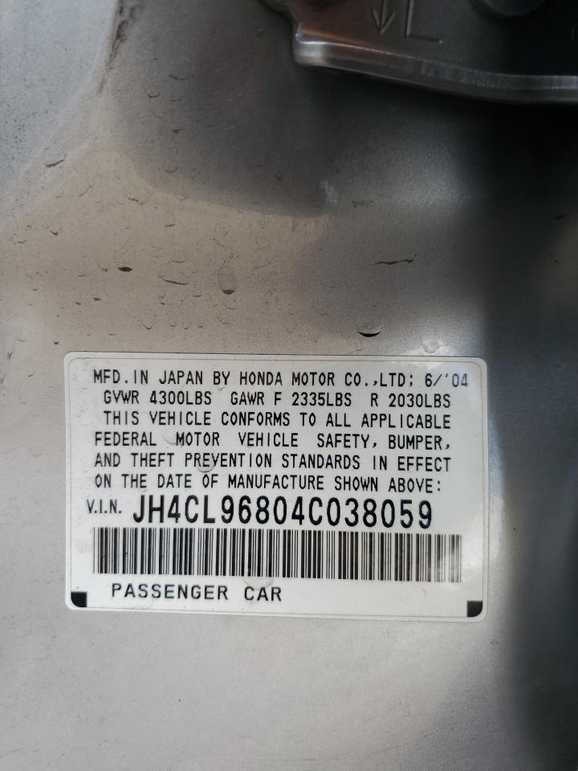 ↓L
MFD. IN JAPAN BY HONDA MOTOR CO.,LTD: 6/'04
GVWR 4300LBS GAWR F 2335LBS R 2030LBS
THIS VEHICLE CONFORMS TO ALL APPLICABLE
FEDERAL MOTOR VEHICLE SAFETY, BUMPER,
AND THEFT PREVENTION STANDARDS IN EFFECT
ON THE DATE OF MANUFACTURE SHOWN ABOVE:
V.I.N. JH4CL96804C038059
PASSENGER CAR